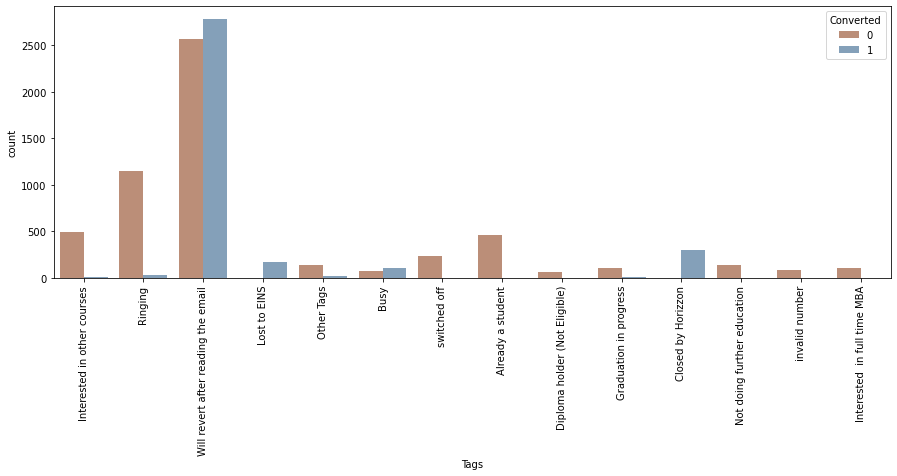 Converted
0
1
count
2500
2000
1500
1000
500
0
Interested in other courses
Ringing
Will revert after reading the email
Lost to EINS
Other Tags
Busy
switched off
Already a student
Diploma holder (Not Eligible)
Graduation in progress
Closed by Horizzon
Not doing further education
invalid number
Interested  in full time MBA
Tags